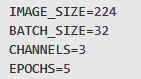 IMAGE_SIZE=224
BATCH_SIZE=32
CHANNELS=3
EPOCHS=5